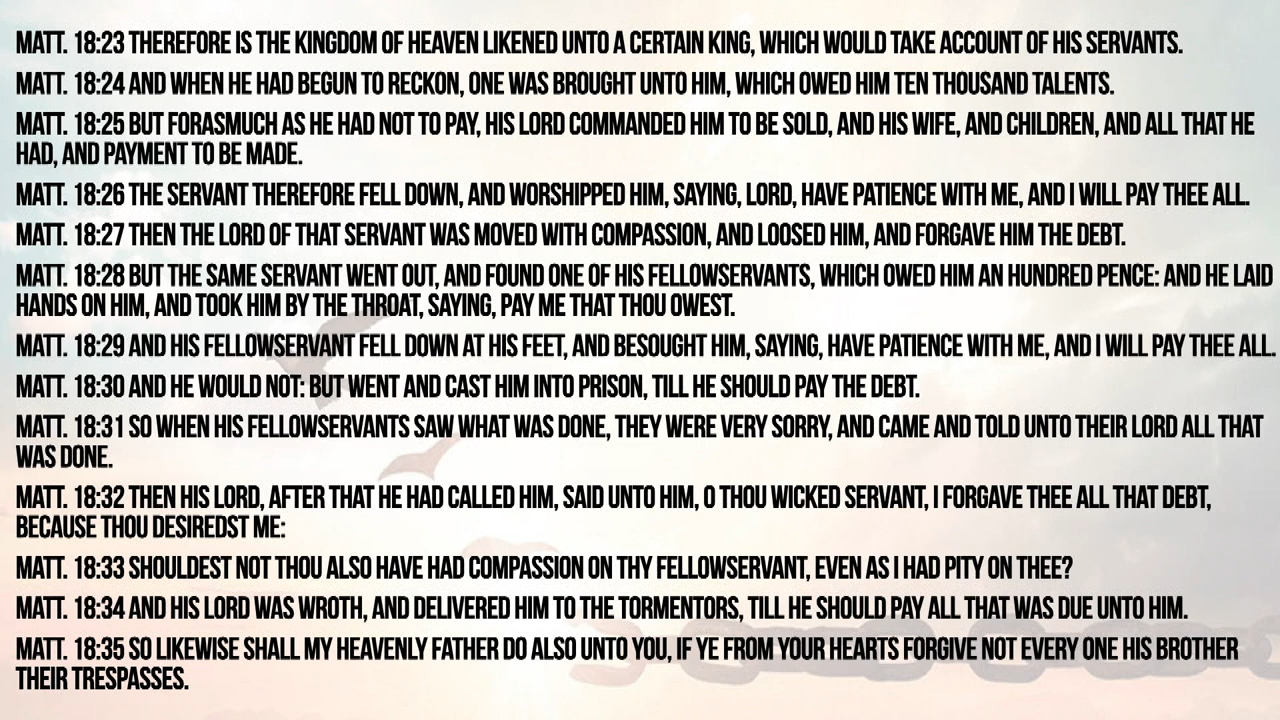 MATT. 18:23 THEREFORE IS THE KINGDOM OF HEAVEN LIKENED UNTO A CERTAIN KING, WHICH WOULD TAKE ACCOUNT OF HIS SERVANTS.
MATT. 18:24 AND WHEN HE HAD BEGUN TO RECKON, ONE WAS BROUGHT UNTO HIM, WHICH OWED HIM TEN THOUSAND TALENTS.
MATT. 18:25 BUT FORASMUCH AS HE HAD NOT TO PAY, HIS LORD COMMANDED HIM TO BE SOLD, AND HIS WIFE, AND CHILDREN, AND ALL THAT HE
HAD, AND PAYMENT TO BE MADE.
MATT. 18:26 THE SERVANT THEREFORE FELL DOWN, AND WORSHIPPED HIM, SAYING, LORD, HAVE PATIENCE WITH ME, AND I WILL PAY THEE ALL.
MATT. 18:27 THEN THE LORD OF THAT SERVANT WAS MOVED WITH COMPASSION, AND LOOSED HIM, AND FORGAVE HIM THE DEBT.
MATT. 18:28 BUT THE SAME SERVANT WENT OUT, AND FOUND ONE OF HIS FELLOWSERVANTS, WHICH OWED HIM AN HUNDRED PENCE: AND HE LAID
HANDS ON HIM, AND TOOK HIM BY THE THROAT, SAYING, PAY ME THAT THOU OWEST.
MATT. 18:29 AND HIS FELLOWSERVANT FELL DOWN AT HIS FEET, AND BESOUGHT HIM, SAYING, HAVE PATIENCE WITH ME, AND I WILL PAY THEE ALL.
MATT. 18:30 AND HE WOULD NOT: BUT WENT AND CAST HIM INTO PRISON, TILL HE SHOULD PAY THE DEBT.
MATT. 18:31 SO WHEN HIS FELLOWSERVANTS SAW WHAT WAS DONE, THEY WERE VERY SORRY, AND CAME AND TOLD UNTO THEIR LORD ALL THAT
WAS DONE.
MATT. 18:32 THEN HIS LORD, AFTER THAT HE HAD CALLED HIM, SAID UNTO HIM, O THOU WICKED SERVANT, I FORGAVE THEE ALL THAT DEBT,
BECAUSE THOU DESIREDST ME:
MATT. 18:33 SHOULDEST NOT THOU ALSO HAVE HAD COMPASSION ON THY FELLOWSERVANT, EVEN AS I HAD PITY ON THEE?
MATT. 18:34 AND HIS LORD WAS WROTH, AND DELIVERED HIM TO THE TORMENTORS, TILL HE SHOULD PAY ALL THAT WAS DUE UNTO HIM.
MATT. 18:35 SO LIKEWISE SHALL MY HEAVENLY FATHER DO ALSO UNTO YOU, IF YE FROM YOUR HEARTS FORGIVE NOT EVERY ONE HIS BROTHER
THEIR TRESPASSES.